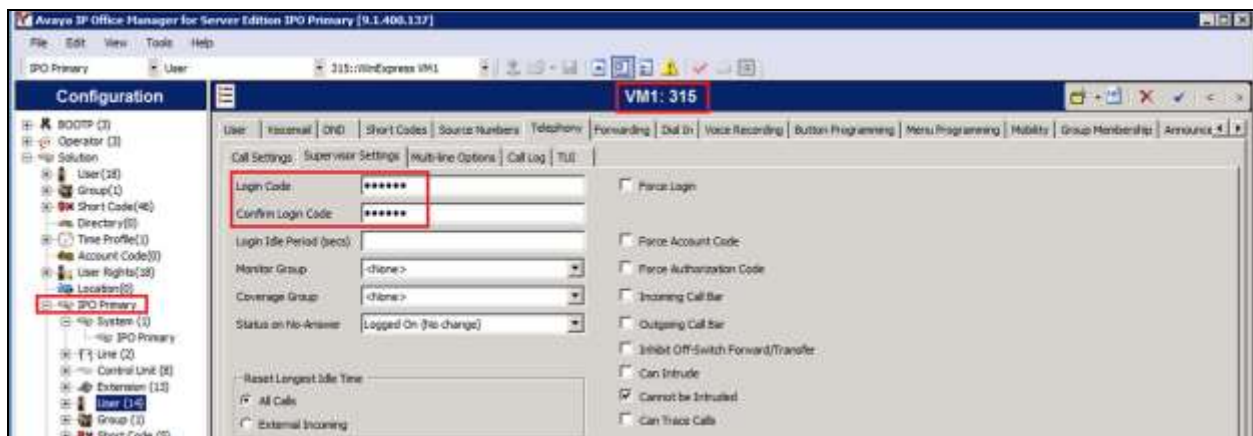 Avaya IP Office Manager for Server Edition IPO Primary [9.1.400.137]
File Edit View Tools Help
IPO Primary User 315: WinExpress VM1
Configuration
VM1: 315
BOOTP (3)
Operator (3)
Solution
User(18)
Group(1)
Short Code(46)
Directory(0)
Time Profile(1)
Account Code(0)
User Rights(18)
Location(0)
IPO Primary
System (1)
IPO Primary
Line (2)
Control Unit (8)
Extension (13)
User (14)
Group (1)
Short Code (5)
User Voicemail DND Short Codes Source Numbers Telephony Forwarding Dial In Voice Recording Button Programming Menu Programming Mobility Group Membership Announce
Call Settings Supervisor Settings Multi-line Options Call Log TUI
Login Code ●●●●●● Force Login
Confirm Login Code ●●●●●●
Login Idle Period (secs) Force Account Code
Monitor Group <None> Force Authorization Code
Coverage Group <None> Incoming Call Bar
Status on No-Answer Logged On (No change) Outgoing Call Bar
Inhibit Off-Switch Forward/Transfer
Reset Longest Idle Time Can Intrude
All Calls Cannot be Intruded
External Incoming Can Trace Calls